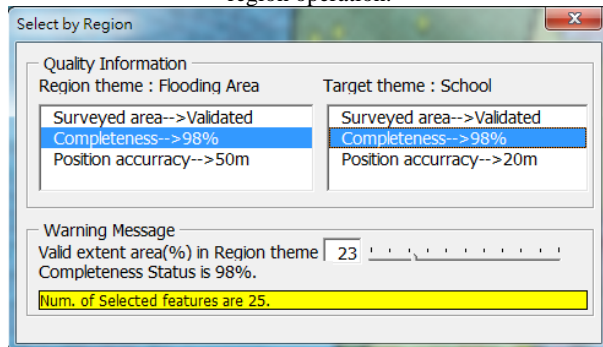 region operation.
Select by Region
Quality Information
Region theme : Flooding Area
Target theme : School
Surveyed area-->Validated
Completeness-->98%
Position accurracy-->50m
Surveyed area-->Validated
Completeness-->98%
Position accurracy-->20m
Warning Message
Valid extent area(%) in Region theme 23
Completeness Status is 98%.
Num. of Selected features are 25.